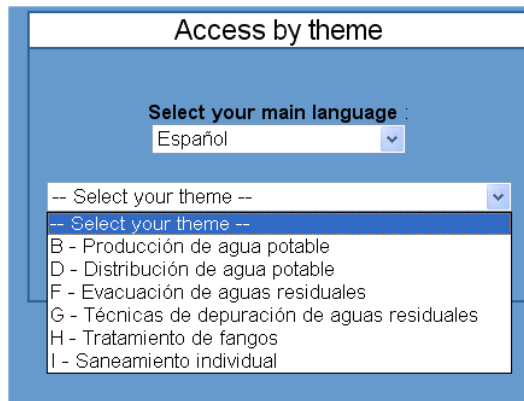 Access by theme
Select your main language :
Español
-- Select your theme --
-- Select your theme --
B - Producción de agua potable
D - Distribución de agua potable
F - Evacuación de aguas residuales
G - Técnicas de depuración de aguas residuales
H - Tratamiento de fangos
I - Saneamiento individual